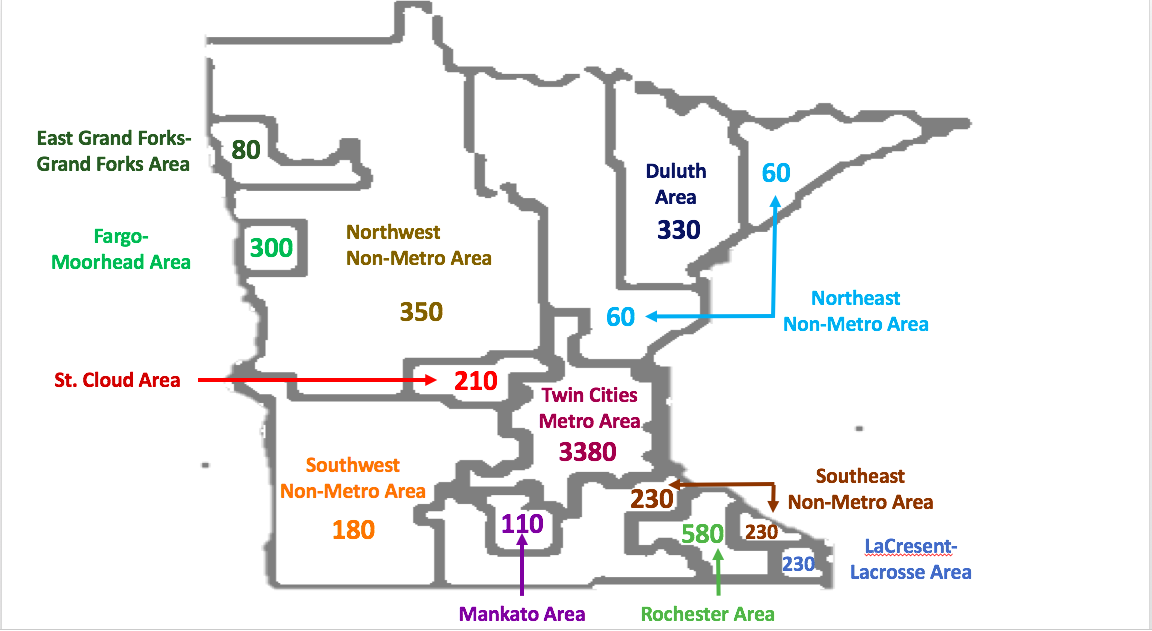 East Grand Forks-
Grand Forks Area
80
Duluth
Area
330
60
Fargo-
Moorhead Area
300
Northwest
Non-Metro Area
350
Northeast
Non-Metro Area
60
St. Cloud Area
210
Twin Cities
Metro Area
3380
Southwest
Non-Metro Area
180
Southeast
Non-Metro Area
230
230
110
580
LaCresent-
Lacrosse Area
230
Mankato Area
Rochester Area